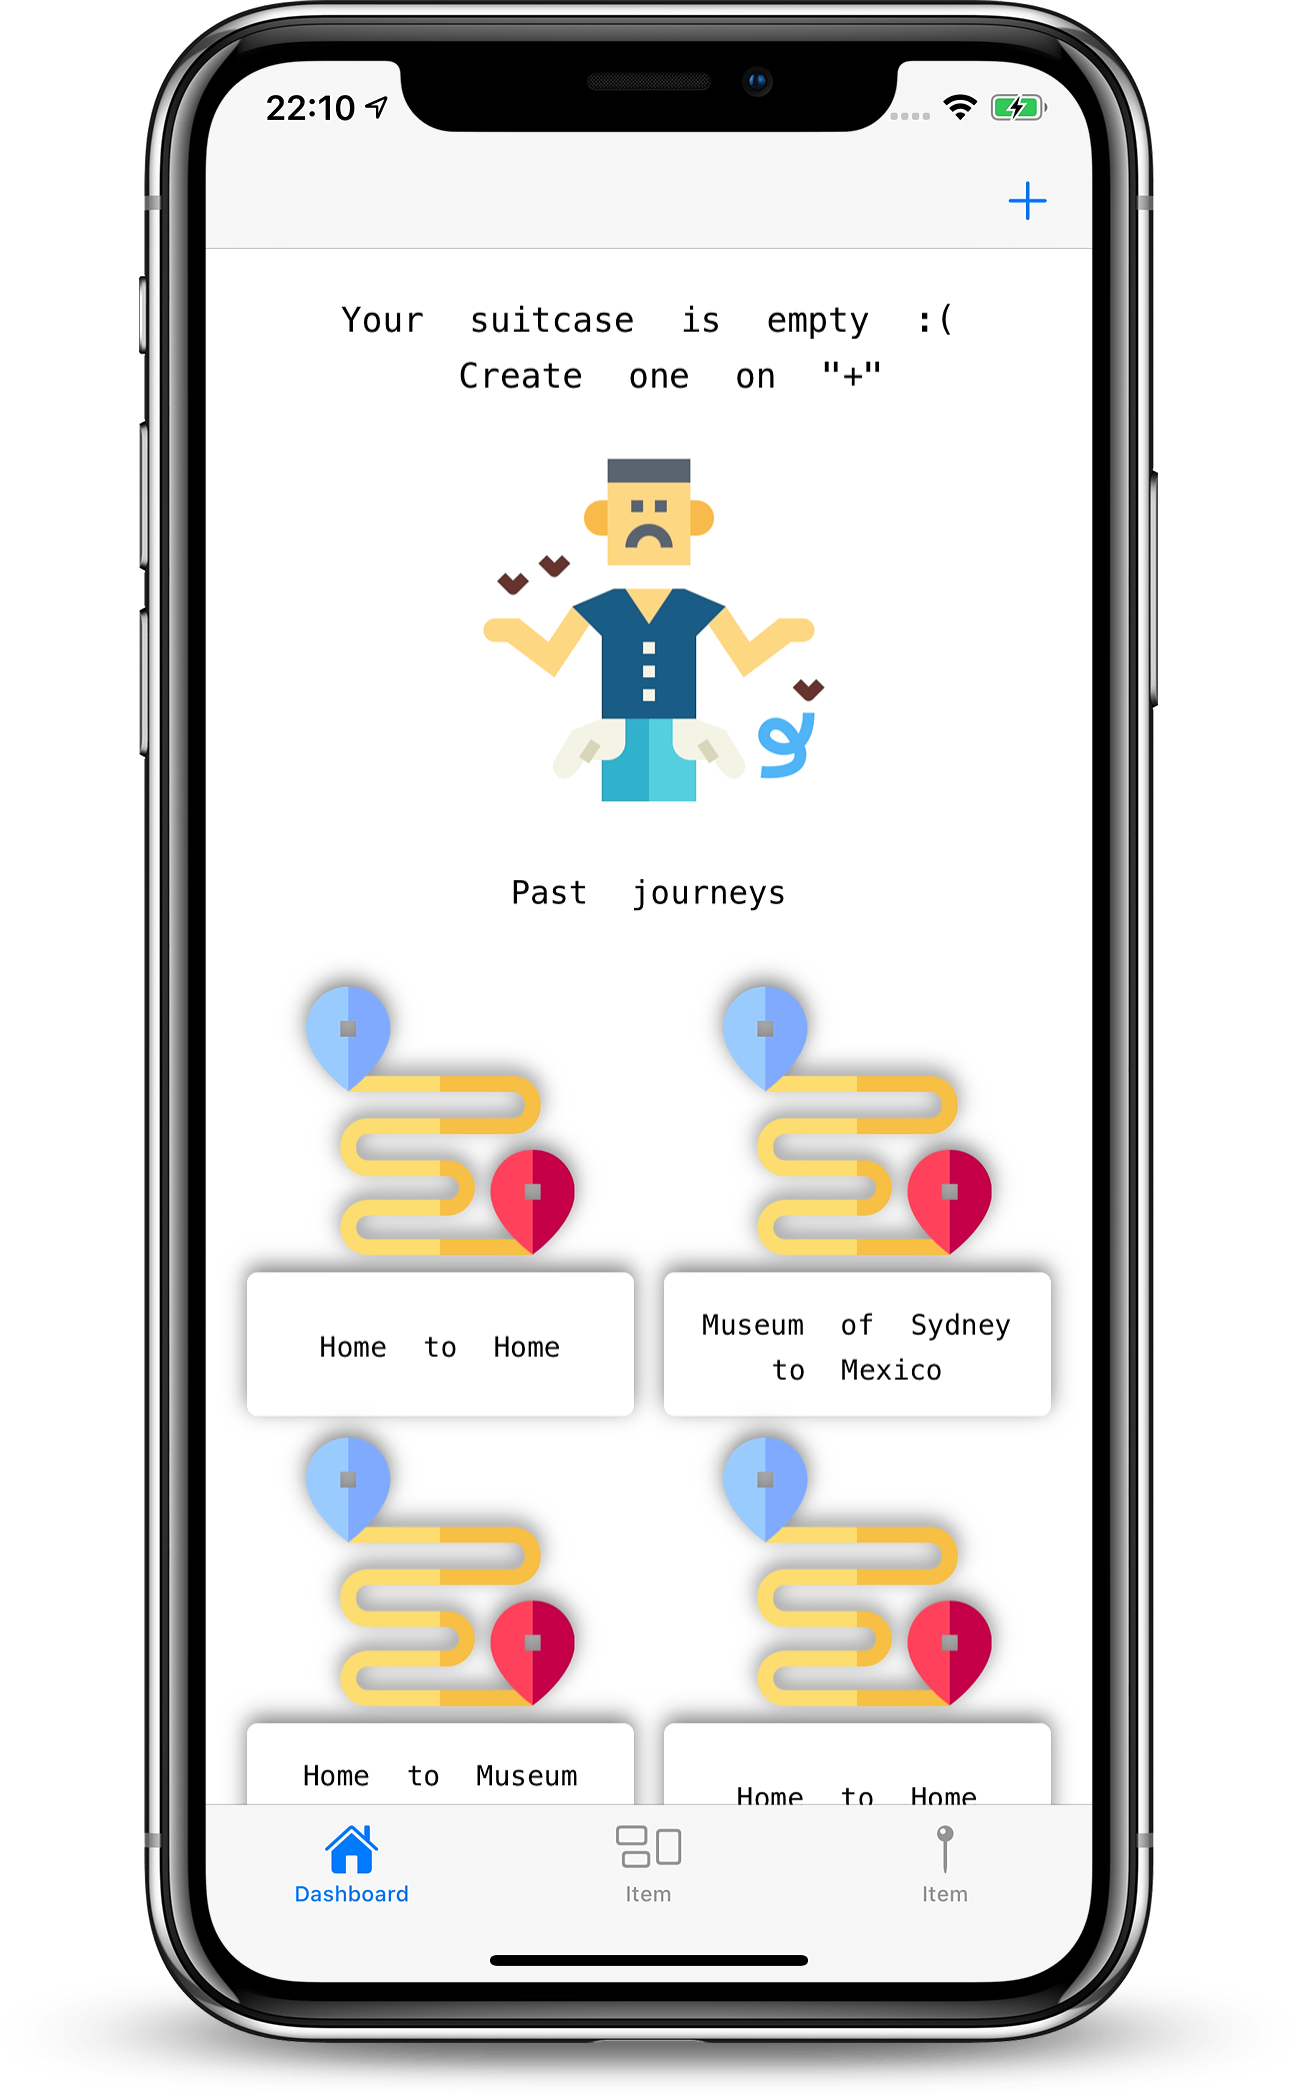 22:10
Your suitcase is empty :(
Create one on "+"
Past journeys
Home to Home
Museum of Sydney
to Mexico
Home to Museum
Home to Home
Dashboard
Item
Item